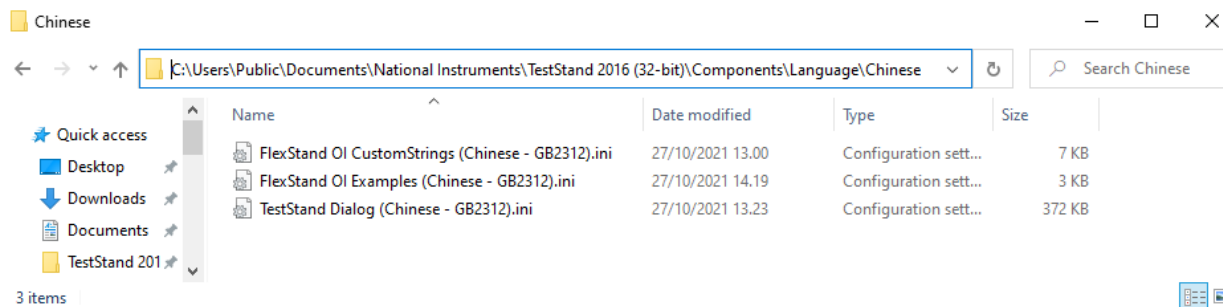 Chinese
C:\Users\Public\Documents\National Instruments\TestStand 2016 (32-bit)\Components\Language\Chinese
Search Chinese
Name Date modified Type Size
Quick access
Desktop
Downloads
Documents
TestStand 201
FlexStand OI CustomStrings (Chinese - GB2312).ini 27/10/2021 13.00 Configuration sett... 7 KB
FlexStand OI Examples (Chinese - GB2312).ini 27/10/2021 14.19 Configuration sett... 3 KB
TestStand Dialog (Chinese - GB2312).ini 27/10/2021 13.23 Configuration sett... 372 KB
3 items